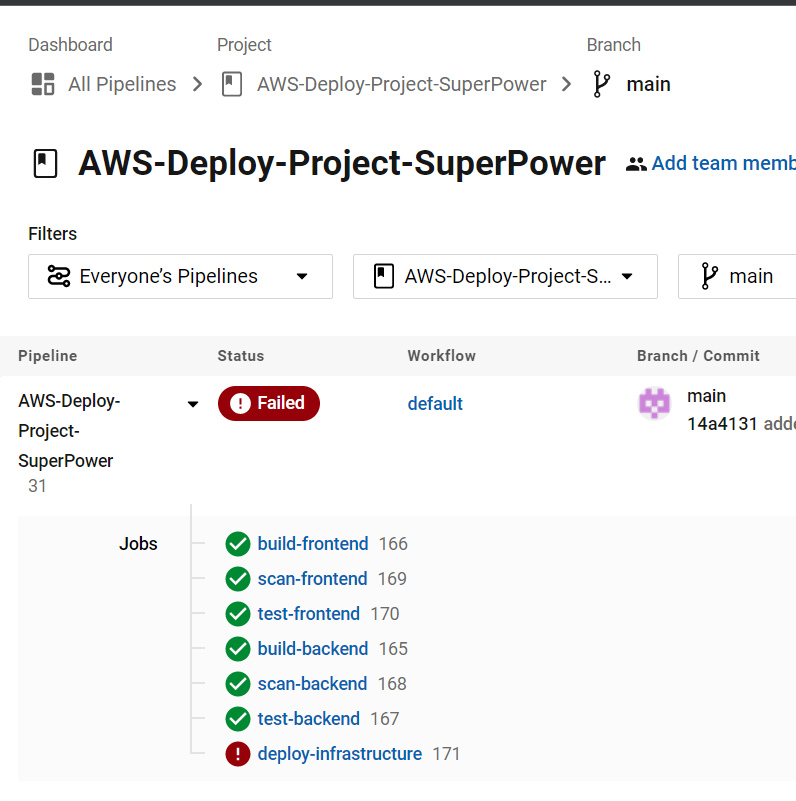 Dashboard Project Branch
All Pipelines AWS-Deploy-Project-SuperPower main
AWS-Deploy-Project-SuperPower Add team memb
Filters
Everyone’s Pipelines AWS-Deploy-Project-S... main
Pipeline Status Workflow Branch / Commit
AWS-Deploy-Project-SuperPower Failed default main
31 14a4131 adde
Jobs build-frontend 166
scan-frontend 169
test-frontend 170
build-backend 165
scan-backend 168
test-backend 167
deploy-infrastructure 171